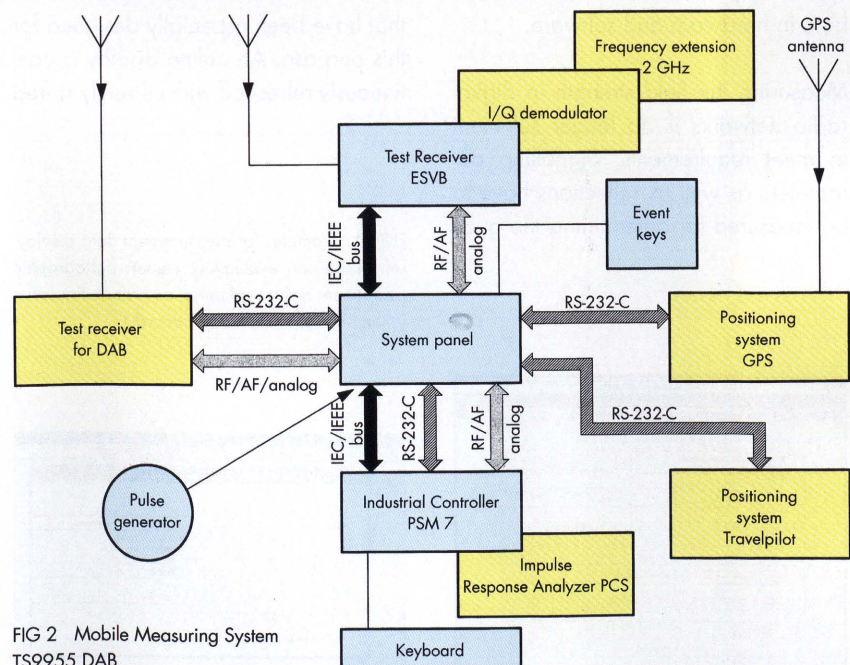 GPS
antenna
Frequency extension
2 GHz
I/Q demodulator
Test Receiver
ESVB
Event
keys
IEC/IEEE
bus
RF/AF
analog
Test receiver
for DAB
RS-232-C
RF/AF/analog
System panel
RS-232-C
Positioning
system
GPS
RS-232-C
IEC/IEEE
bus
RS-232-C
RF/AF
analog
Pulse
generator
Industrial Controller
PSM 7
Positioning
system
Travelpilot
Impulse
Response Analyzer PCS
Keyboard
FIG 2 Mobile Measuring System
TS9955 DAB